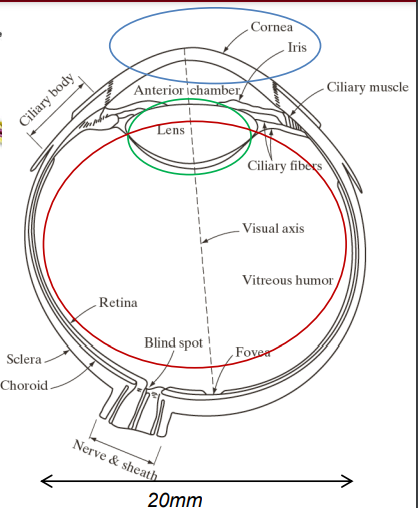 Cornea
Iris
Ciliary body
Anterior chamber
Ciliary muscle
Lens
Ciliary fibers
Visual axis
Vitreous humor
Retina
Blind spot
Fovea
Sclera
Choroid
Nerve & sheath
20mm